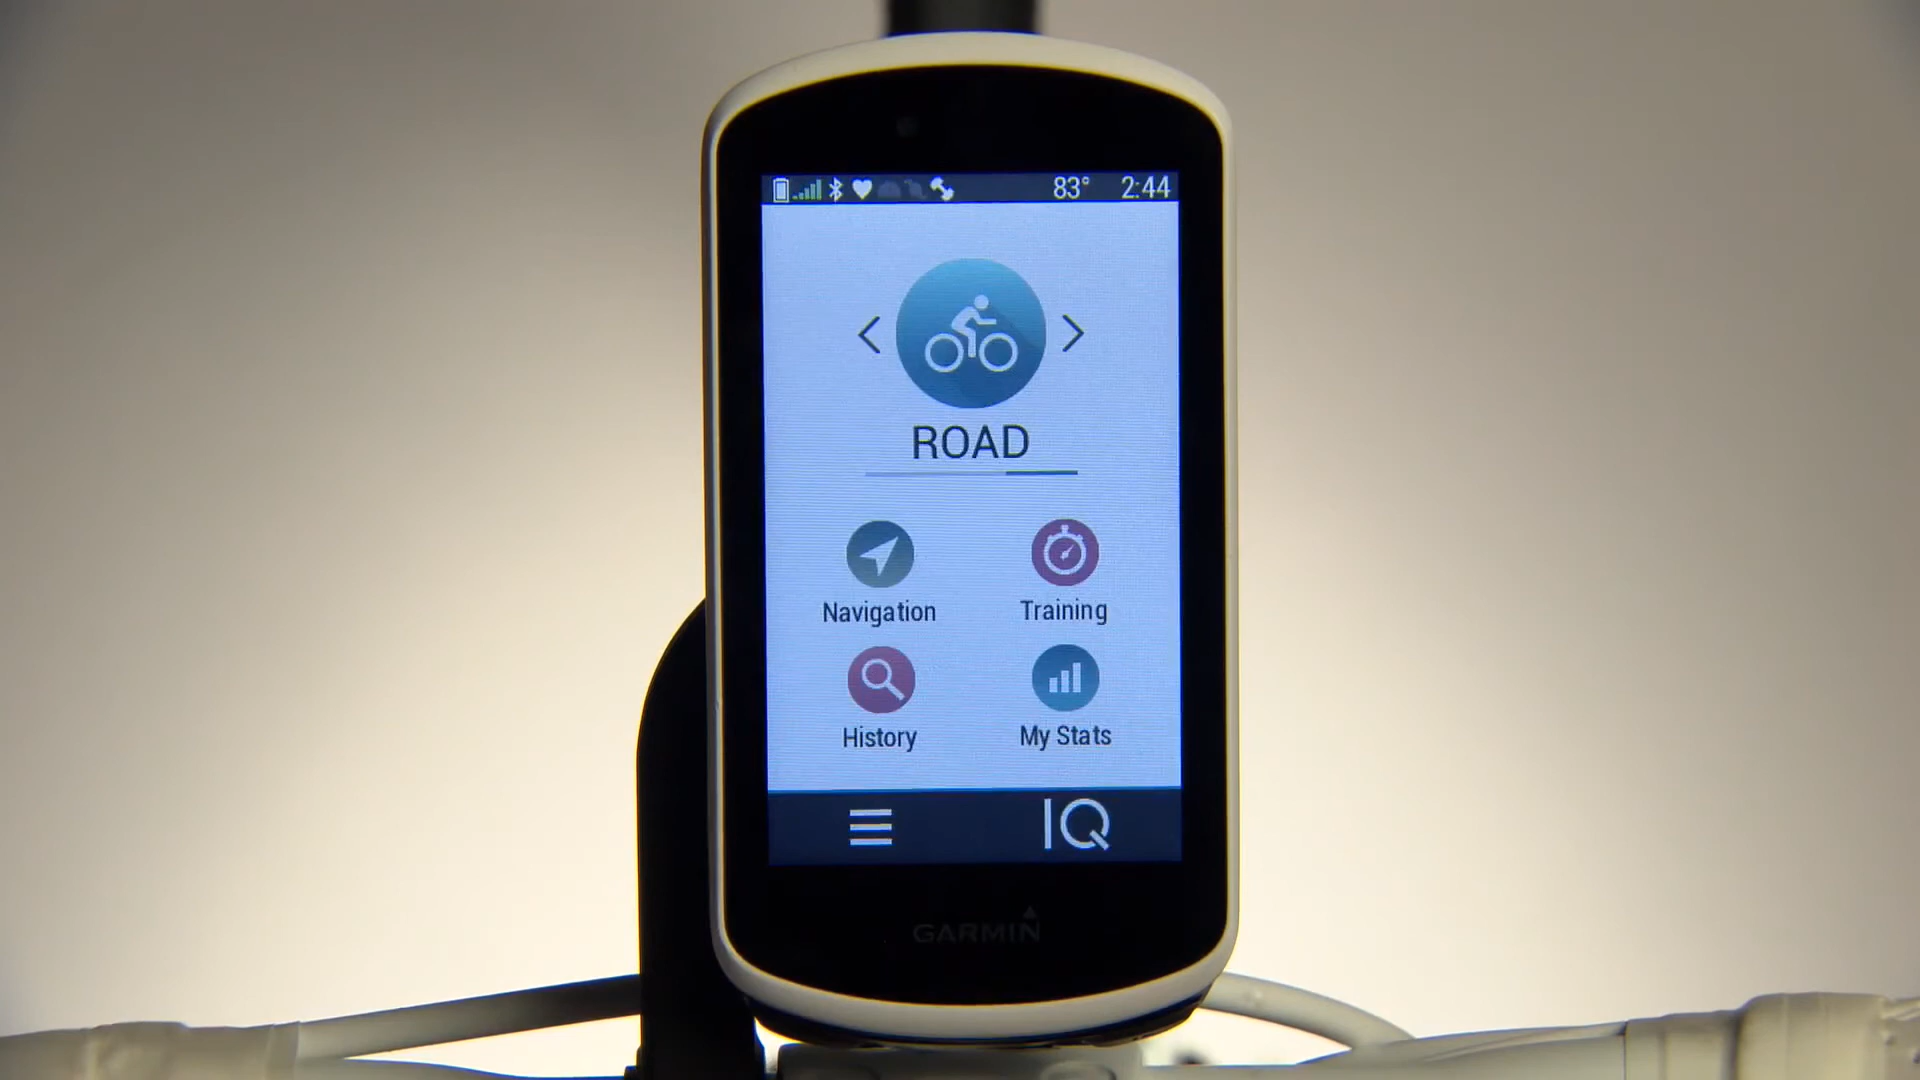 83° 2:44
ROAD
Navigation Training
History My Stats
IQ
GARMIN